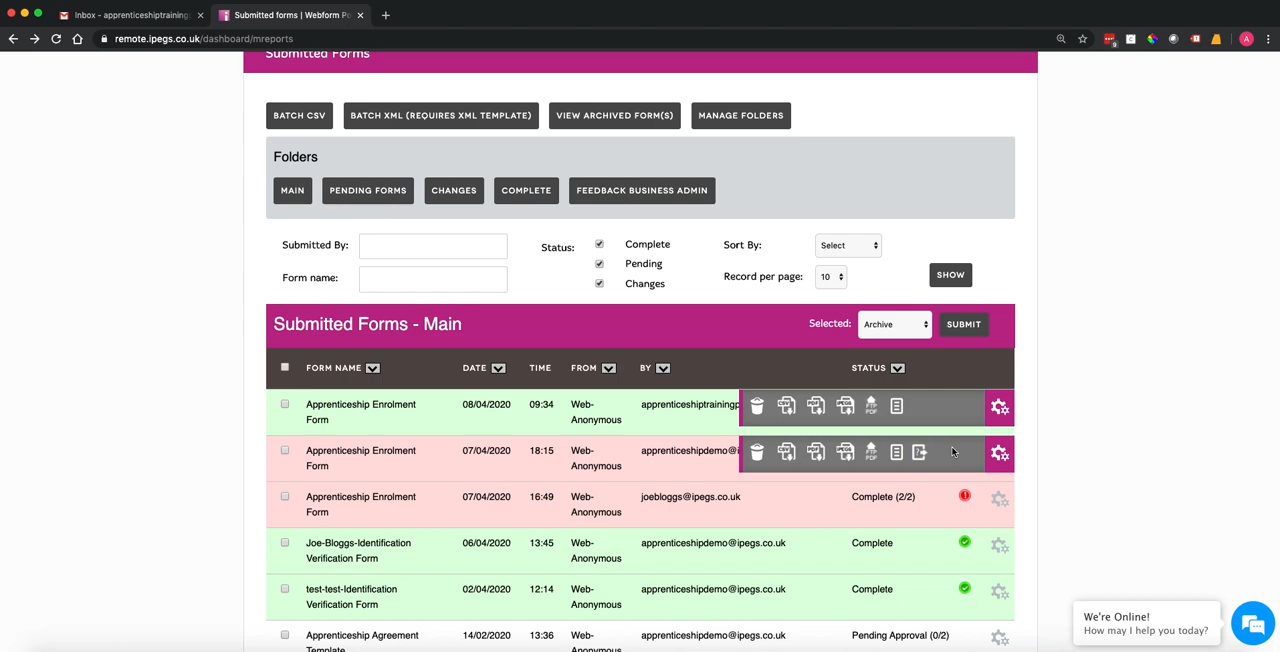 Inbox - apprenticeshiptraining
Submitted forms | Webform Po
remote.ipegs.co.uk/dashboard/mreports
9
A
Submitted Forms
BATCH CSV
BATCH XML (REQUIRES XML TEMPLATE)
VIEW ARCHIVED FORM(S)
MANAGE FOLDERS
Folders
MAIN
PENDING FORMS
CHANGES
COMPLETE
FEEDBACK BUSINESS ADMIN
Submitted By:
Status:
Complete
Sort By:
Select
Pending
Form name:
Changes
Record per page:
10
SHOW
Submitted Forms - Main
Selected:
Archive
SUBMIT
FORM NAME
DATE
TIME
FROM
BY
STATUS
Apprenticeship Enrolment
Form
08/04/2020
09:34
Web-
Anonymous
apprenticeshiptrainingp
FTP
PDF
Apprenticeship Enrolment
Form
07/04/2020
18:15
Web-
Anonymous
apprenticeshipdemo@i
FTP
PDF
Apprenticeship Enrolment
Form
07/04/2020
16:49
Web-
Anonymous
joebloggs@ipegs.co.uk
Complete (2/2)
Joe-Bloggs-Identification
Verification Form
06/04/2020
13:45
Web-
Anonymous
apprenticeshipdemo@ipegs.co.uk
Complete
test-test-Identification
Verification Form
02/04/2020
12:14
Web-
Anonymous
apprenticeshipdemo@ipegs.co.uk
Complete
Apprenticeship Agreement
Template
14/02/2020
13:36
Web-
Anonymous
apprenticeshipdemo@ipegs.co.uk
Pending Approval (0/2)
We're Online!
How may I help you today?